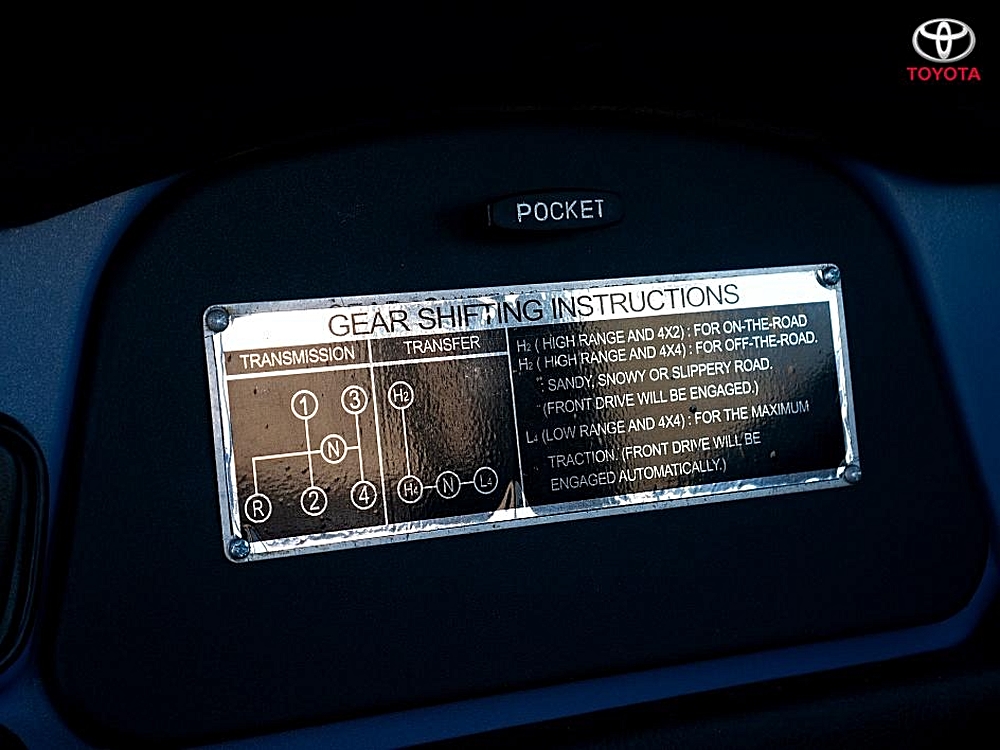 TOYOTA
POCKET
GEAR SHIFTING INSTRUCTIONS
TRANSMISSION
TRANSFER
1 3
N
R 2 4
H2
N L4
H2 (HIGH RANGE AND 4X2) : FOR ON-THE-ROAD
H2 (HIGH RANGE AND 4X4) : FOR OFF-THE-ROAD.
: SANDY, SNOWY OR SLIPPERY ROAD.
(FRONT DRIVE WILL BE ENGAGED.)
L4 (LOW RANGE AND 4X4) : FOR THE MAXIMUM
TRACTION. (FRONT DRIVE WILL BE
ENGAGED AUTOMATICALLY.)